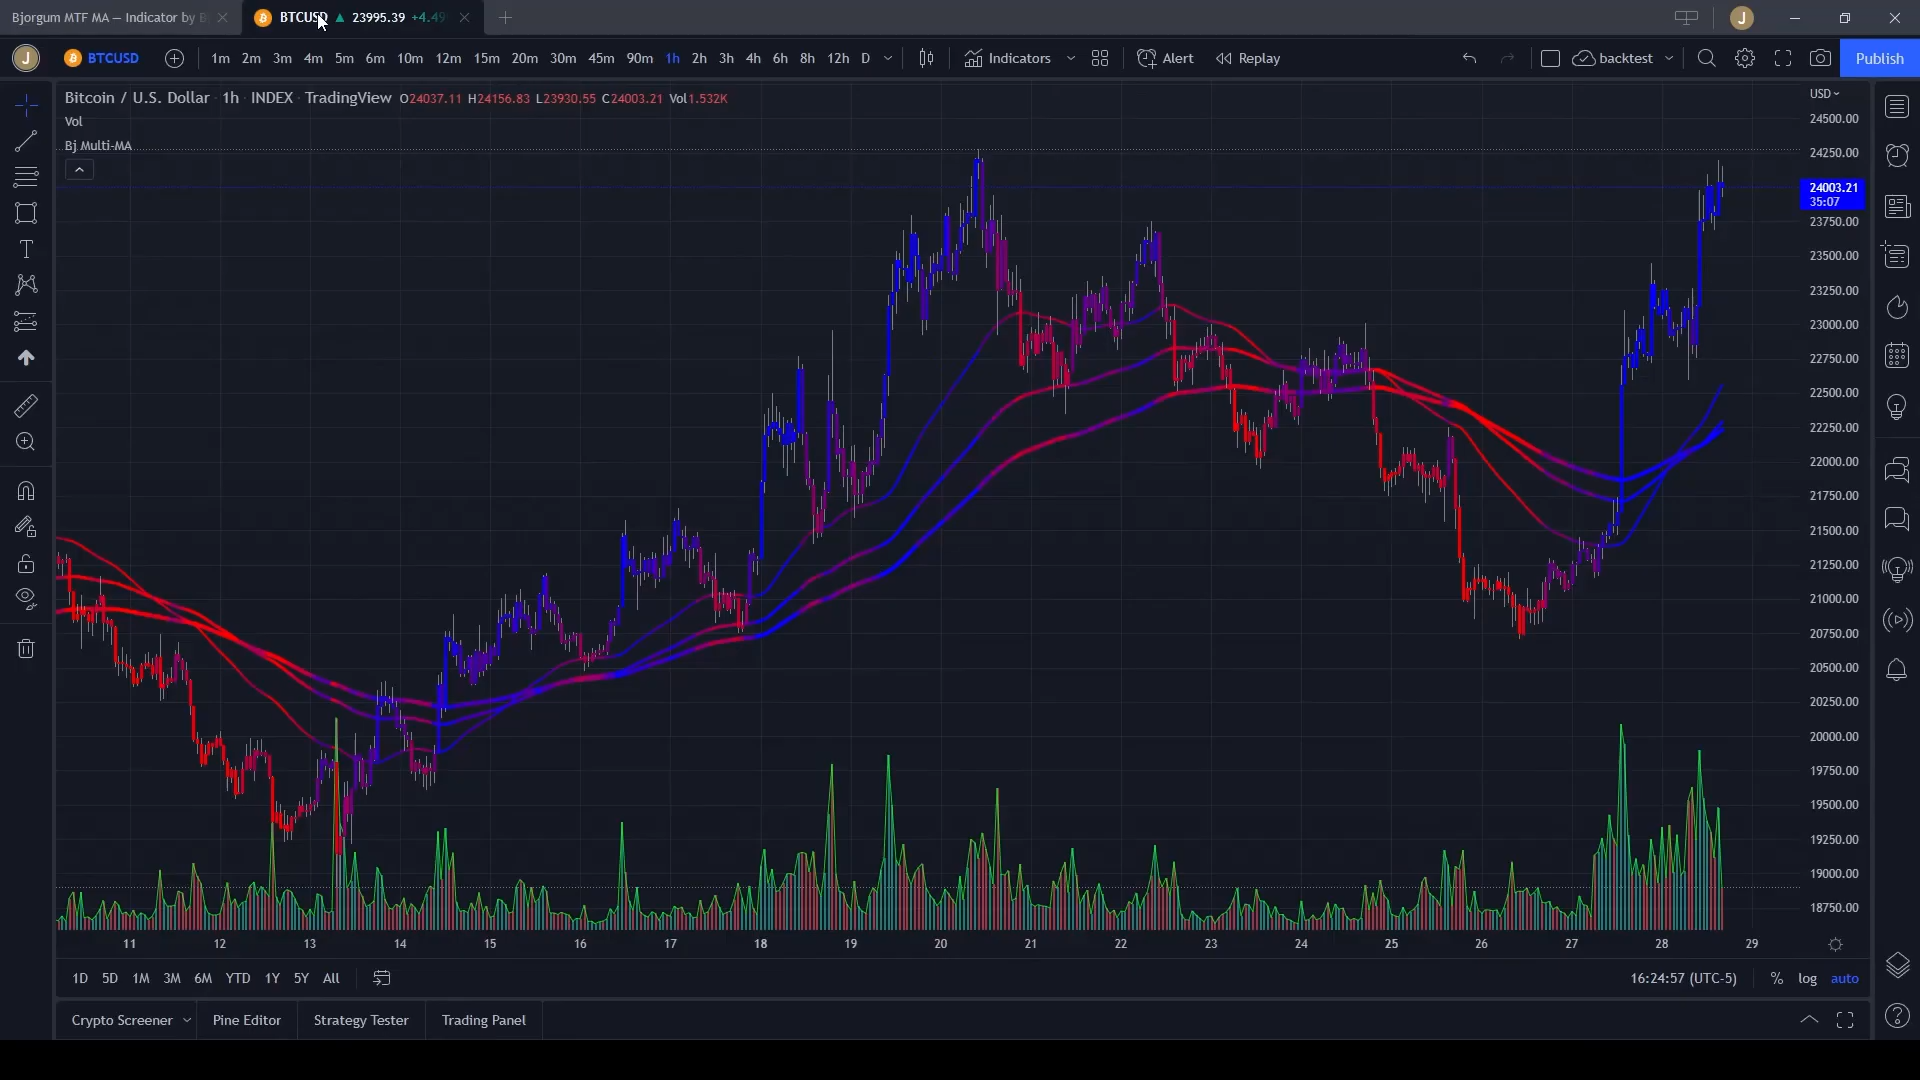 Bjorgum MTF MA — Indicator by B
BTCUSD ▲ 23995.39 +4.49
J
J
BTCUSD 1m 2m 3m 4m 5m 6m 10m 12m 15m 20m 30m 45m 90m 1h 2h 3h 4h 6h 8h 12h D Indicators Alert Replay backtest Publish
Bitcoin / U.S. Dollar · 1h · INDEX · TradingView O24037.11 H24156.83 L23930.55 C24003.21 Vol1.532K
Vol
Bj Multi-MA
USD
24500.00
24250.00
24003.21
35:07
23750.00
23500.00
23250.00
23000.00
22750.00
22500.00
22250.00
22000.00
21750.00
21500.00
21250.00
21000.00
20750.00
20500.00
20250.00
20000.00
19750.00
19500.00
19250.00
19000.00
18750.00
11 12 13 14 15 16 17 18 19 20 21 22 23 24 25 26 27 28 29
1D 5D 1M 3M 6M YTD 1Y 5Y All 16:24:57 (UTC-5) % log auto
Crypto Screener Pine Editor Strategy Tester Trading Panel